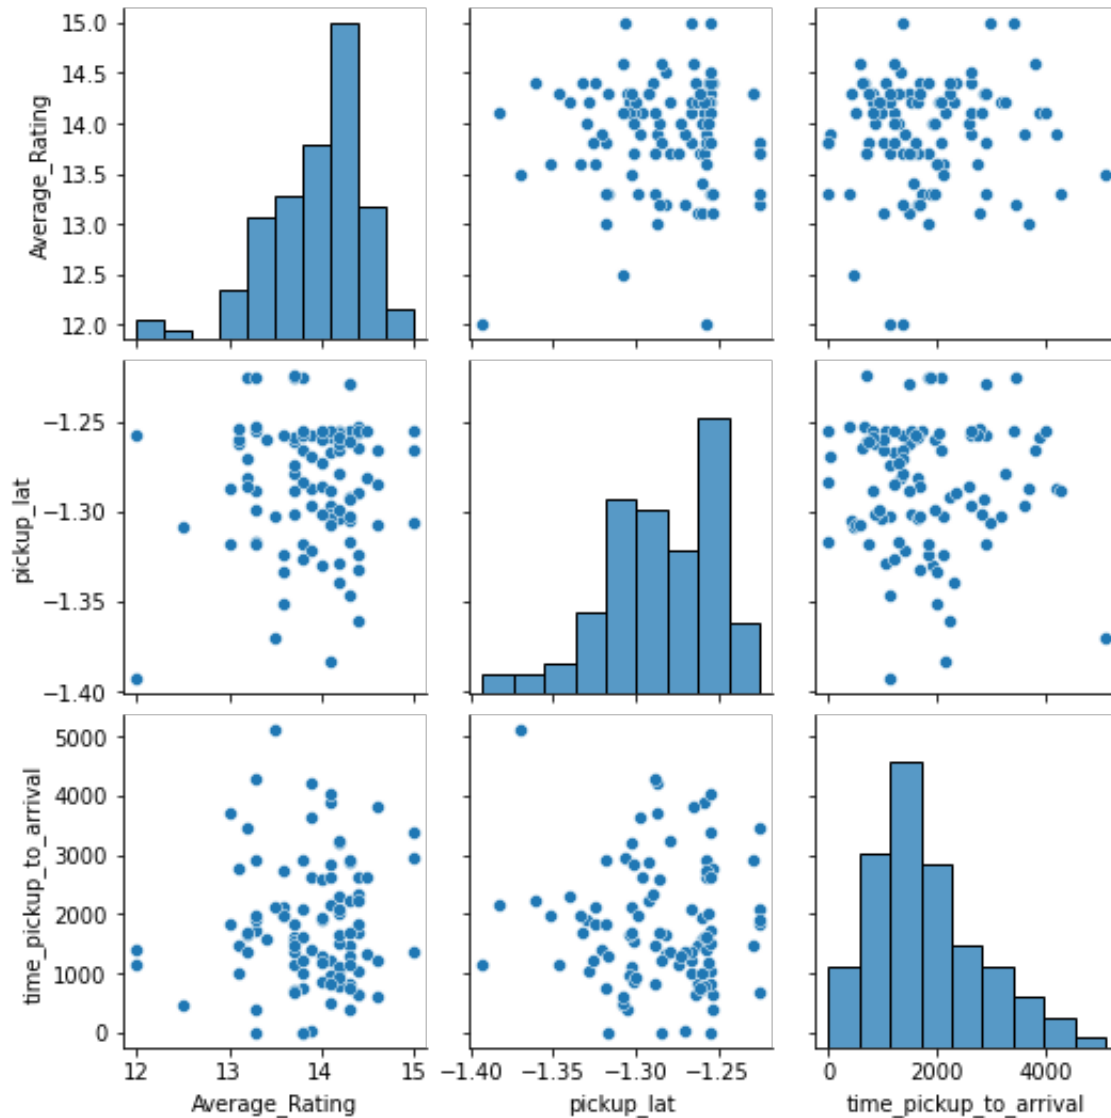 15.0
14.5
14.0
13.5
13.0
12.5
12.0
Average_Rating
−1.25
−1.30
−1.35
−1.40
pickup_lat
5000
4000
3000
2000
1000
0
time_pickup_to_arrival
12 13 14 15
−1.40 −1.35 −1.30 −1.25
0 2000 4000
Average_Rating pickup_lat time_pickup_to_arrival